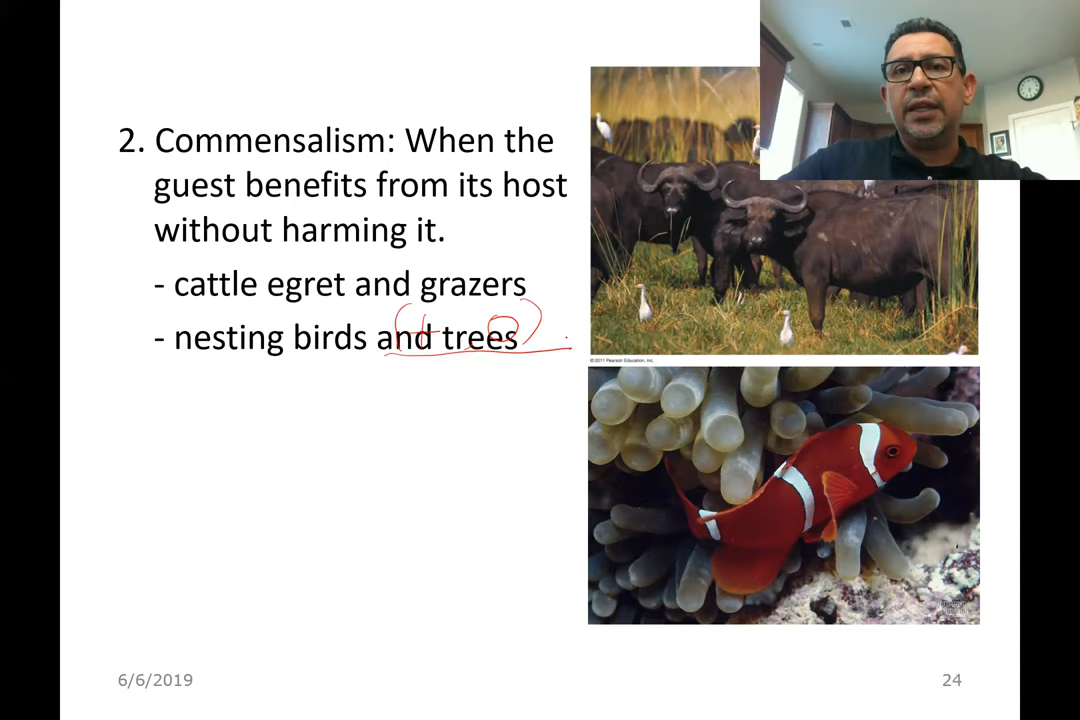 2. Commensalism: When the
guest benefits from its host
without harming it.
- cattle egret and grazers
- nesting birds and trees
(+ , 0)
© 2011 Pearson Education, Inc.
6/6/2019
24